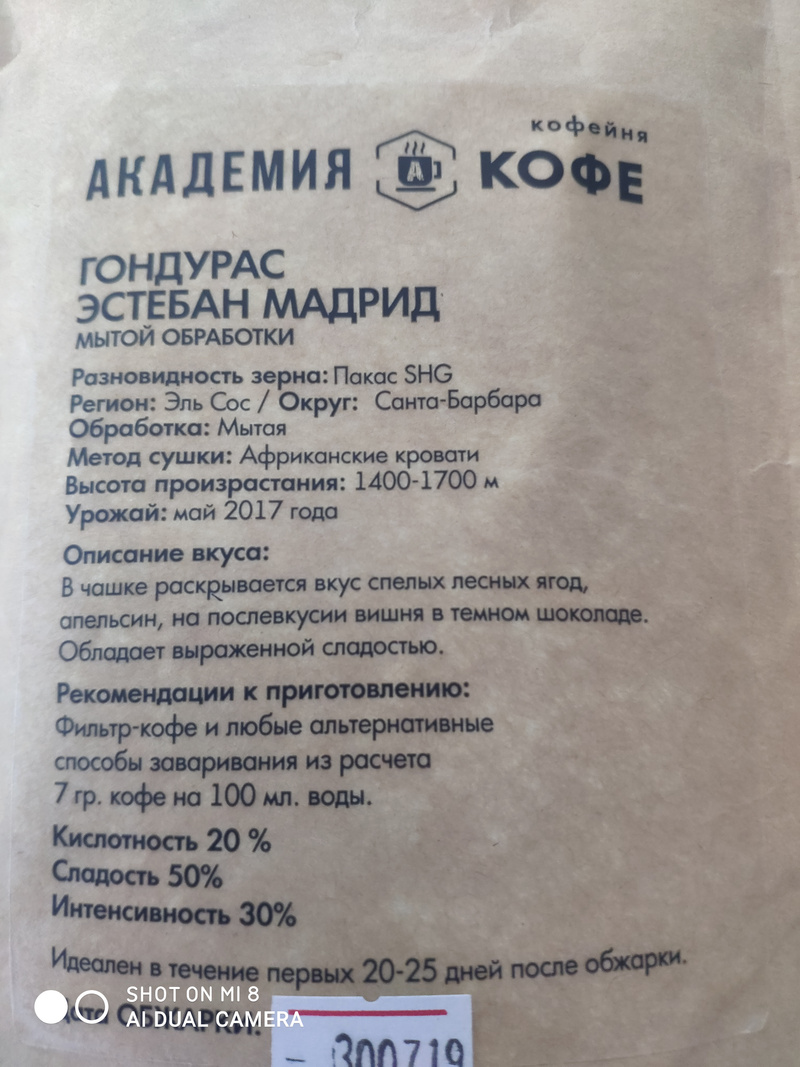 кофейня
АКАДЕМИЯ A КОФЕ
ГОНДУРАС
ЭСТЕБАН МАДРИД
МЫТОЙ ОБРАБОТКИ
Разновидность зерна: Пакас SHG
Регион: Эль Сос / Округ: Санта-Барбара
Обработка: Мытая
Метод сушки: Африканские кровати
Высота произрастания: 1400-1700 м
Урожай: май 2017 года
Описание вкуса:
В чашке раскрывается вкус спелых лесных ягод,
апельсин, на послевкусии вишня в темном шоколаде.
Обладает выраженной сладостью.
Рекомендации к приготовлению:
Фильтр-кофе и любые альтернативные
способы заваривания из расчета
7 гр. кофе на 100 мл. воды.
Кислотность 20 %
Сладость 50%
Интенсивность 30%
Идеален в течение первых 20-25 дней после обжарки.
SHOT ON MI 8
AI DUAL CAMERA
ОБЖАРКИ:
– 300719